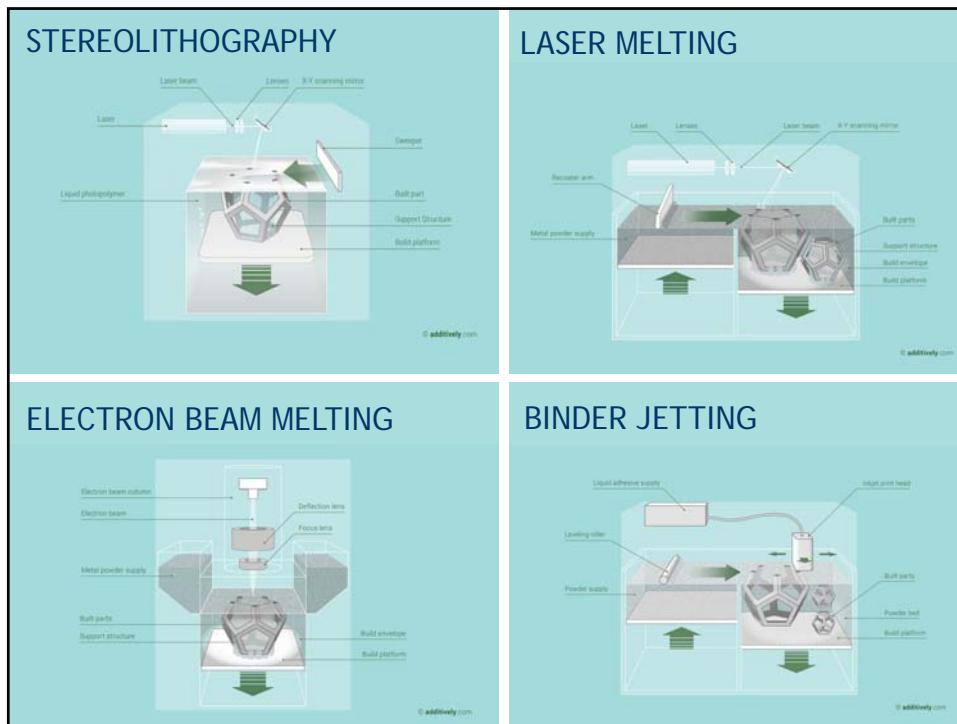 STEREOLITHOGRAPHY
Laser beam
Lenses
X-Y scanning mirror
Laser
Sweeper
Liquid photopolymer
Built part
Support Structure
Build platform
© additively.com
LASER MELTING
Laser
Lenses
Laser beam
X-Y scanning mirror
Recoater arm
Built parts
Metal powder supply
Support structure
Build envelope
Build platform
© additively.com
ELECTRON BEAM MELTING
Electron beam column
Deflection lens
Electron beam
Focus lens
Metal powder supply
Built parts
Support structure
Build envelope
Build platform
© additively.com
BINDER JETTING
Liquid adhesive supply
Inkjet print head
Leveling roller
Built parts
Powder supply
Powder bed
Build platform
© additively.com